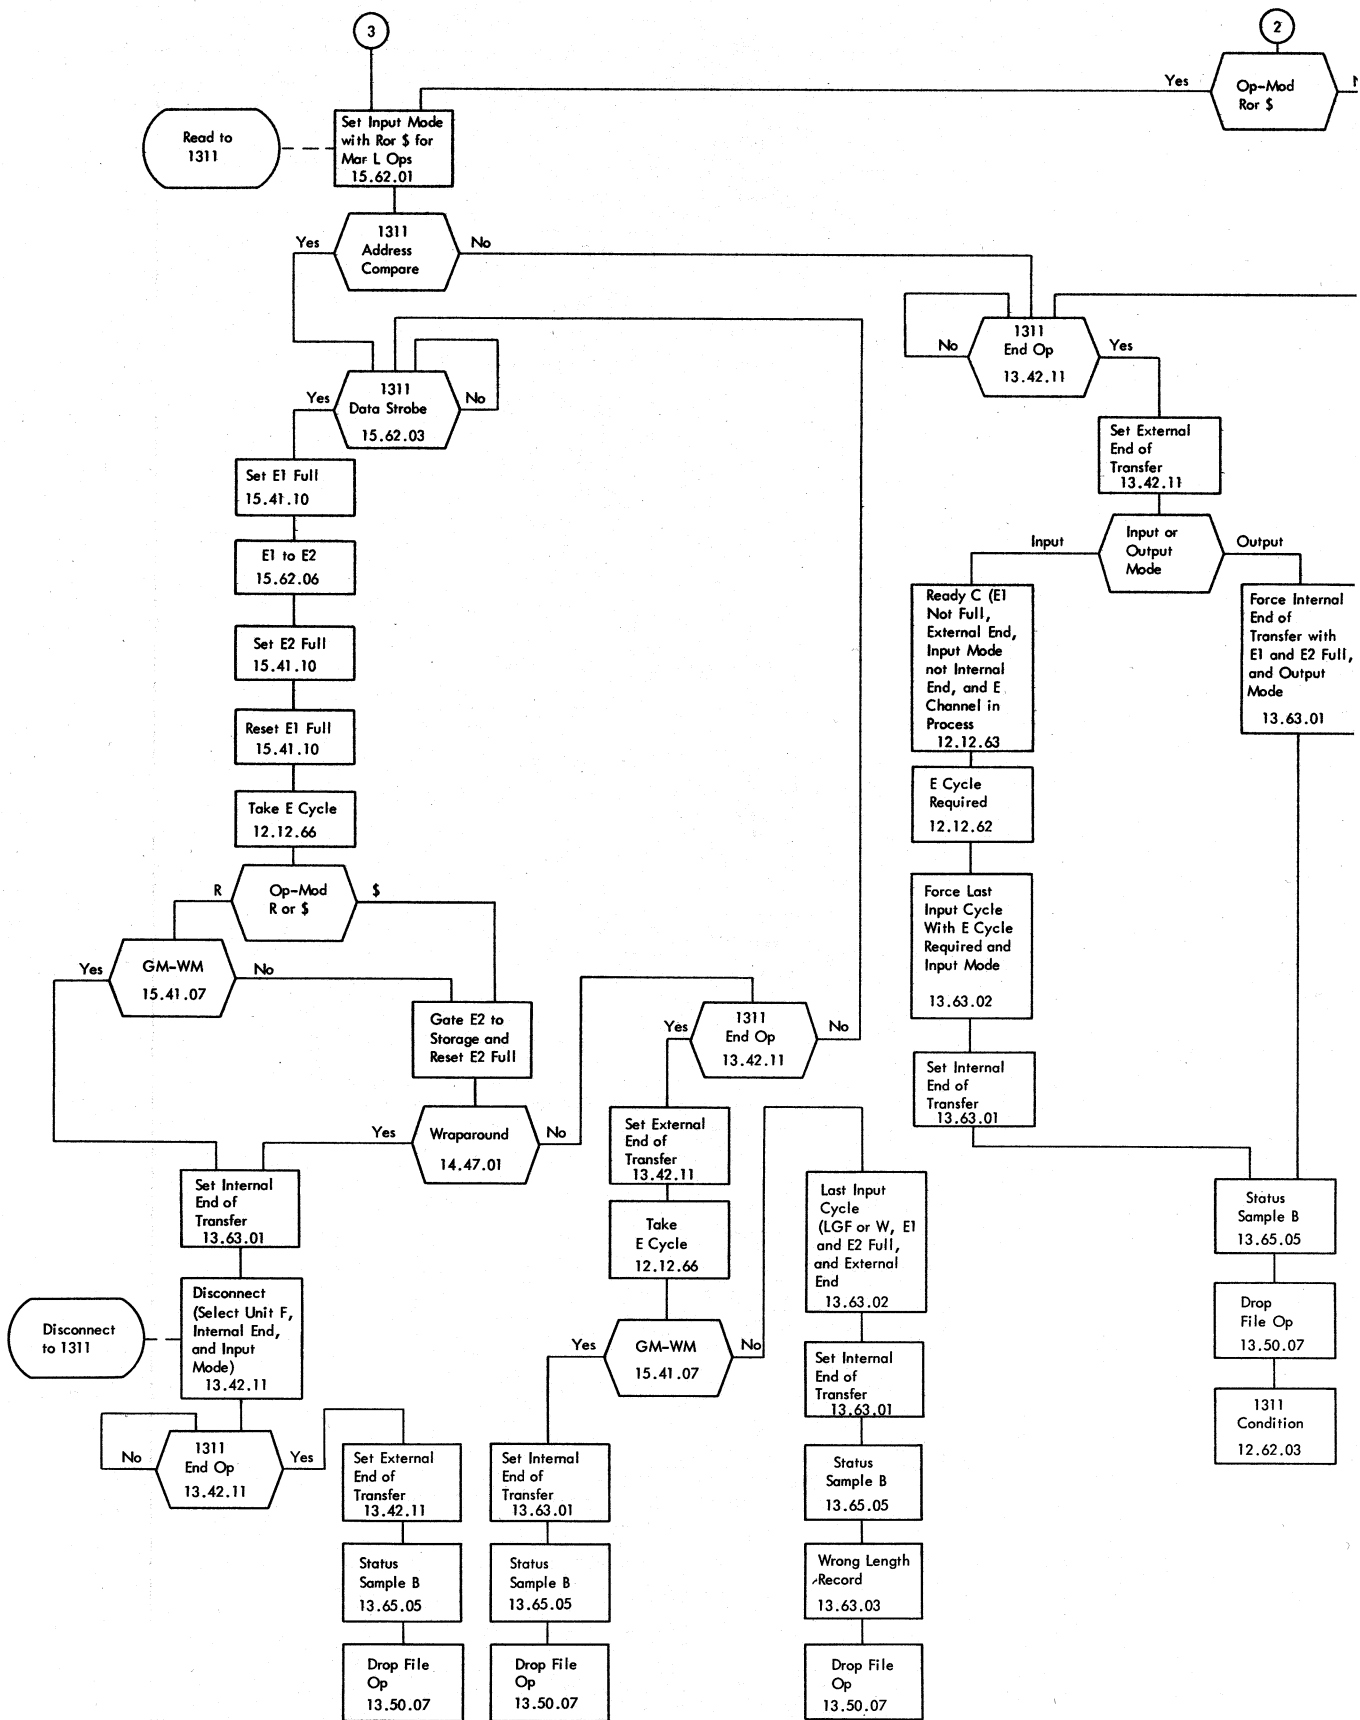 3
2
Yes
Op-Mod
Ror $
Read to
1311
Set Input Mode
with Ror $ for
Mar L Ops
15.62.01
Yes
1311
Address
Compare
No
No
1311
End Op
13.42.11
Yes
Yes
1311
Data Strobe
15.62.03
No
Set External
End of
Transfer
13.42.11
Set E1 Full
15.41.10
Input
Input or
Output
Mode
Output
E1 to E2
15.62.06
Ready C (E1
Not Full,
External End,
Input Mode
not Internal
End, and E
Channel in
Process
12.12.63
Force Internal
End of
Transfer with
E1 and E2 Full,
and Output
Mode
13.63.01
Set E2 Full
15.41.10
Reset E1 Full
15.41.10
Take E Cycle
12.12.66
E Cycle
Required
12.12.62
R
Op-Mod
R or $
$
Force Last
Input Cycle
With E Cycle
Required and
Input Mode
13.63.02
Yes
GM-WM
15.41.07
No
Gate E2 to
Storage and
Reset E2 Full
Yes
1311
End Op
13.42.11
No
Set Internal
End of
Transfer
13.63.01
Yes
Wraparound
14.47.01
No
Set External
End of
Transfer
13.42.11
Set Internal
End of
Transfer
13.63.01
Last Input
Cycle
(LGF or W, E1
and E2 Full,
and External
End
13.63.02
Status
Sample B
13.65.05
Take
E Cycle
12.12.66
Disconnect
to 1311
Disconnect
(Select Unit F,
Internal End,
and Input
Mode)
13.42.11
Drop
File Op
13.50.07
Yes
GM-WM
15.41.07
No
Set Internal
End of
Transfer
13.63.01
1311
Condition
12.62.03
No
1311
End Op
13.42.11
Yes
Set External
End of
Transfer
13.42.11
Set Internal
End of
Transfer
13.63.01
Status
Sample B
13.65.05
Status
Sample B
13.65.05
Status
Sample B
13.65.05
Wrong Length
Record
13.63.03
Drop File
Op
13.50.07
Drop File
Op
13.50.07
Drop File
Op
13.50.07